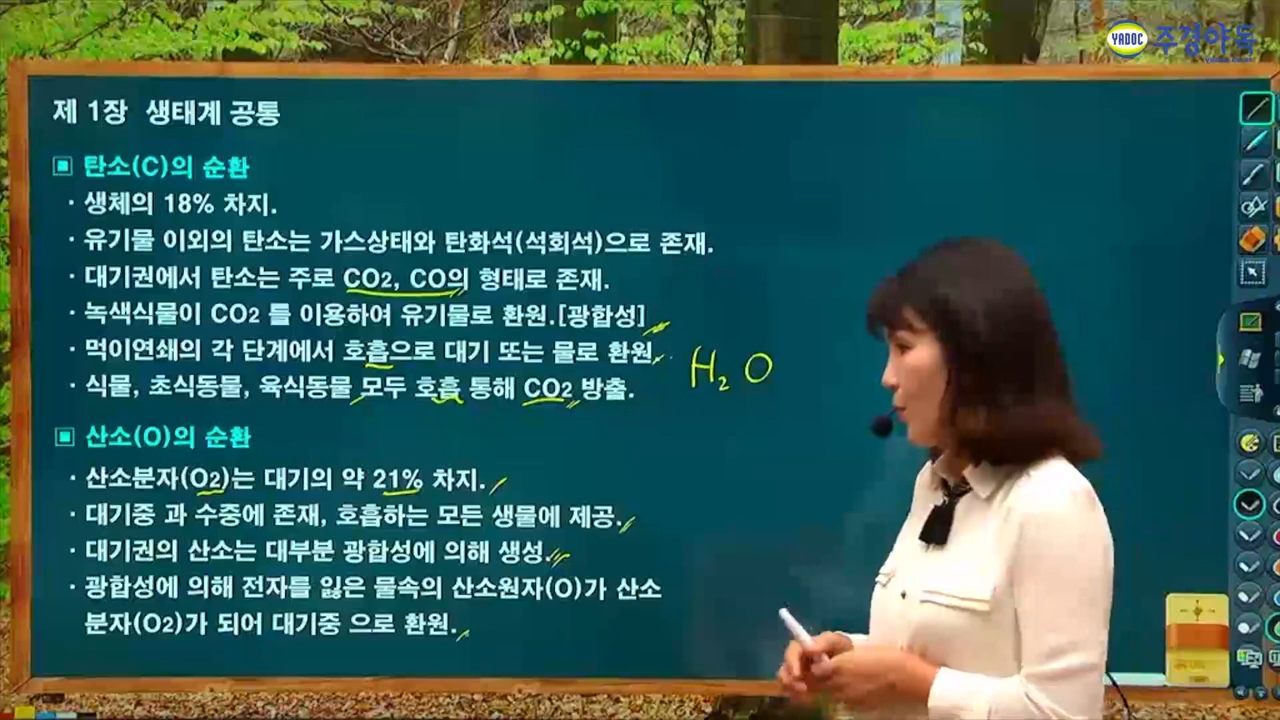 YADOC 주경야독
제 1장 생태계 공통
▣ 탄소(C)의 순환
· 생체의 18% 차지.
· 유기물 이외의 탄소는 가스상태와 탄화석(석회석)으로 존재.
· 대기권에서 탄소는 주로 CO2, CO의 형태로 존재.
· 녹색식물이 CO2 를 이용하여 유기물로 환원.[광합성]
· 먹이연쇄의 각 단계에서 호흡으로 대기 또는 물로 환원.
H2O
· 식물, 초식동물, 육식동물 모두 호흡 통해 CO2 방출.
▣ 산소(O)의 순환
· 산소분자(O2)는 대기의 약 21% 차지.
· 대기중 과 수중에 존재, 호흡하는 모든 생물에 제공.
· 대기권의 산소는 대부분 광합성에 의해 생성.
· 광합성에 의해 전자를 잃은 물속의 산소원자(O)가 산소
분자(O2)가 되어 대기중 으로 환원.